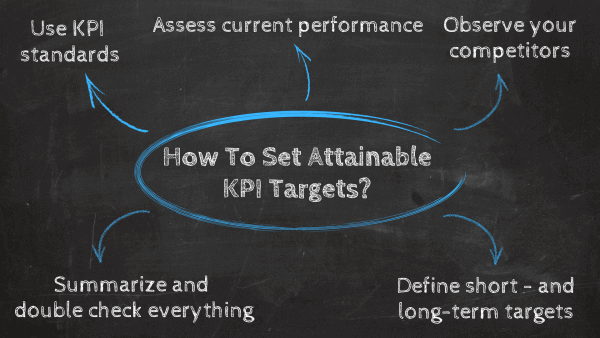 Use KPI
standards
Assess current performance
Observe your
competitors
How To Set Attainable
KPI Targets?
Summarize and
double check everything
Define short - and
long-term targets